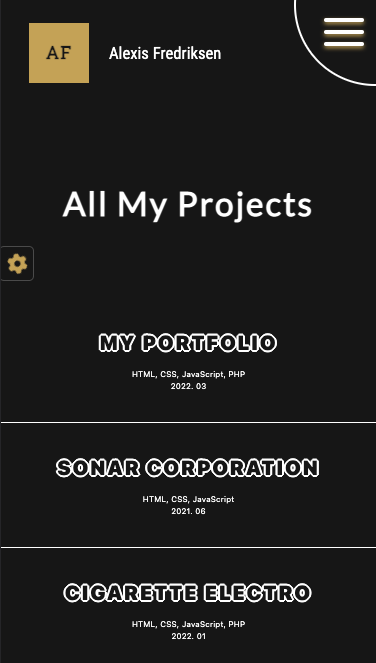 AF
Alexis Fredriksen
All My Projects
MY PORTFOLIO
HTML, CSS, JavaScript, PHP
2022. 03
SONAR CORPORATION
HTML, CSS, JavaScript
2021. 06
CIGARETTE ELECTRO
HTML, CSS, JavaScript, PHP
2022. 01